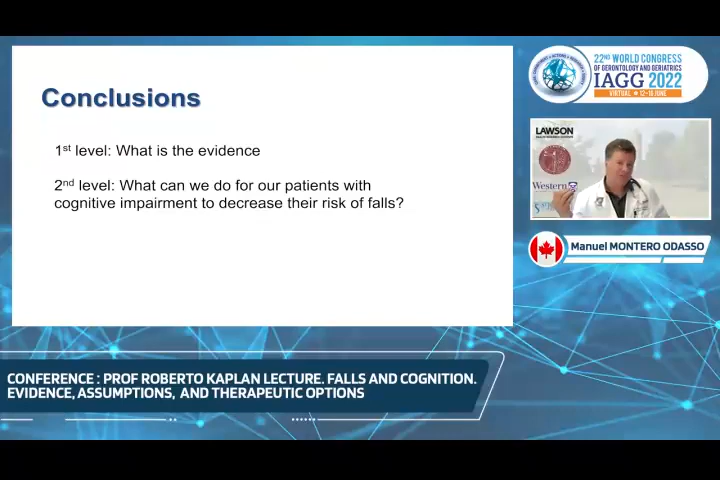 Conclusions
1st level: What is the evidence
2nd level: What can we do for our patients with
cognitive impairment to decrease their risk of falls?
22ND WORLD CONGRESS
OF GERONTOLOGY AND GERIATRICS
IAGG 2022
VIRTUAL • 12-16 JUNE
LAWSON
Western
Manuel MONTERO ODASSO
CONFERENCE : PROF ROBERTO KAPLAN LECTURE. FALLS AND COGNITION.
EVIDENCE, ASSUMPTIONS, AND THERAPEUTIC OPTIONS